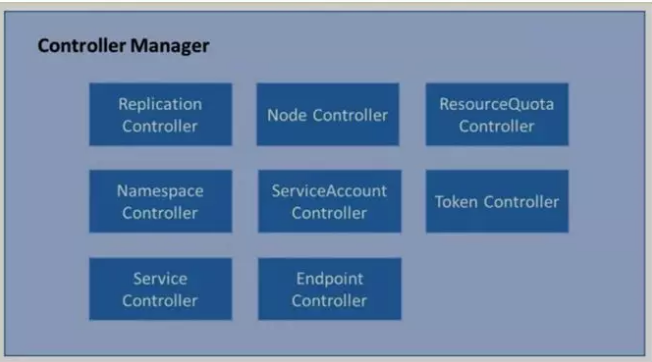 Controller Manager
Replication
Controller
Node Controller
ResourceQuota
Controller
Namespace
Controller
ServiceAccount
Controller
Token Controller
Service
Controller
Endpoint
Controller